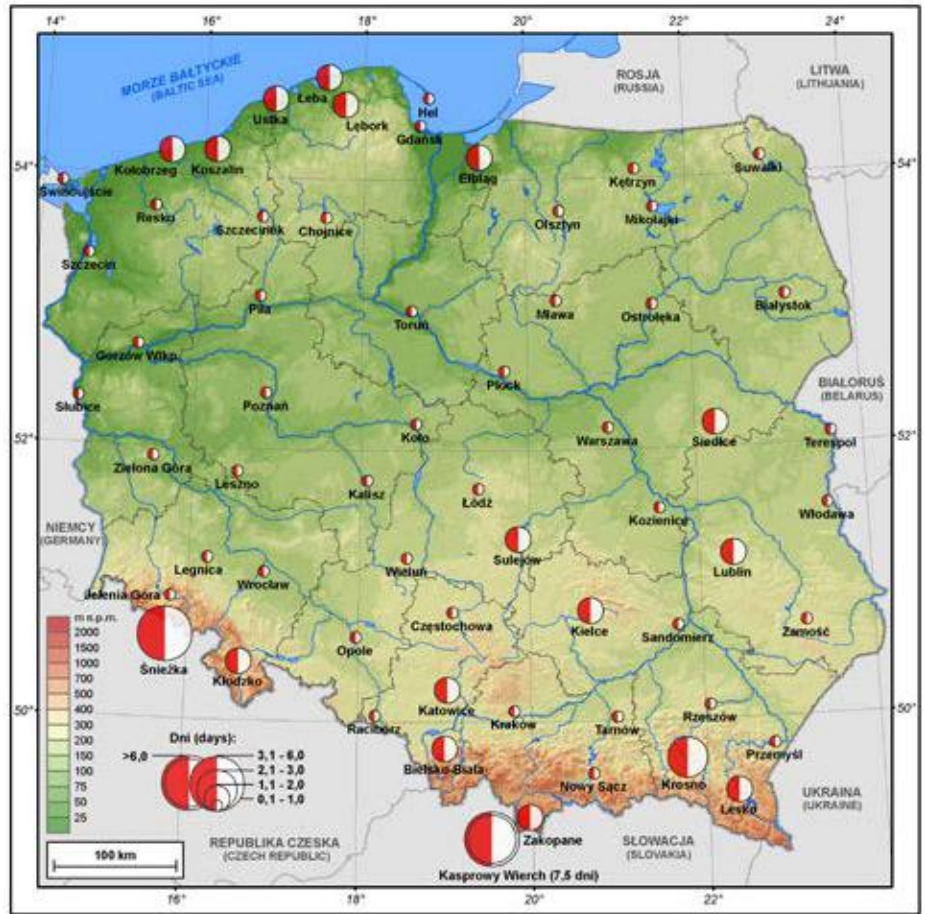 14°
16°
18°
20°
22°
24°
MORZE BAŁTYCKIE
(BALTIC SEA)
ROSJA
(RUSSIA)
LITWA
(LITHUANIA)
Łeba
Hel
Ustka
Lębork
Gdańsk
54°
54°
Kołobrzeg
Koszalin
Elbląg
Suwałki
Świnoujście
Kętrzyn
Resko
Szczecinek
Chojnice
Olsztyn
Mikołajki
Szczecin
Piła
Toruń
Mława
Ostrołęka
Białystok
Gorzów Wlkp.
Płock
BIAŁORUŚ
(BELARUS)
Słubice
Poznań
Koło
Warszawa
Siedlce
Terespol
52°
52°
Zielona Góra
Leszno
Kalisz
Łódź
Kozienice
Włodawa
NIEMCY
(GERMANY)
Legnica
Wrocław
Wieluń
Sulejów
Lublin
Jelenia Góra
m n.p.m.
2000
1500
1000
700
500
400
300
200
150
100
75
50
25
Śnieżka
Kłodzko
Opole
Częstochowa
Kielce
Sandomierz
Zamość
50°
50°
Racibórz
Katowice
Kraków
Tarnów
Rzeszów
Bielsko-Biała
Nowy Sącz
Krosno
Przemyśl
Lesko
UKRAINA
(UKRAINE)
Dni (days):
>6,0
3,1 - 6,0
2,1 - 3,0
1,1 - 2,0
0,1 - 1,0
Zakopane
100 km
REPUBLIKA CZESKA
(CZECH REPUBLIC)
SŁOWACJA
(SLOVAKIA)
Kasprowy Wierch (7,5 dni)
16°
18°
20°
22°